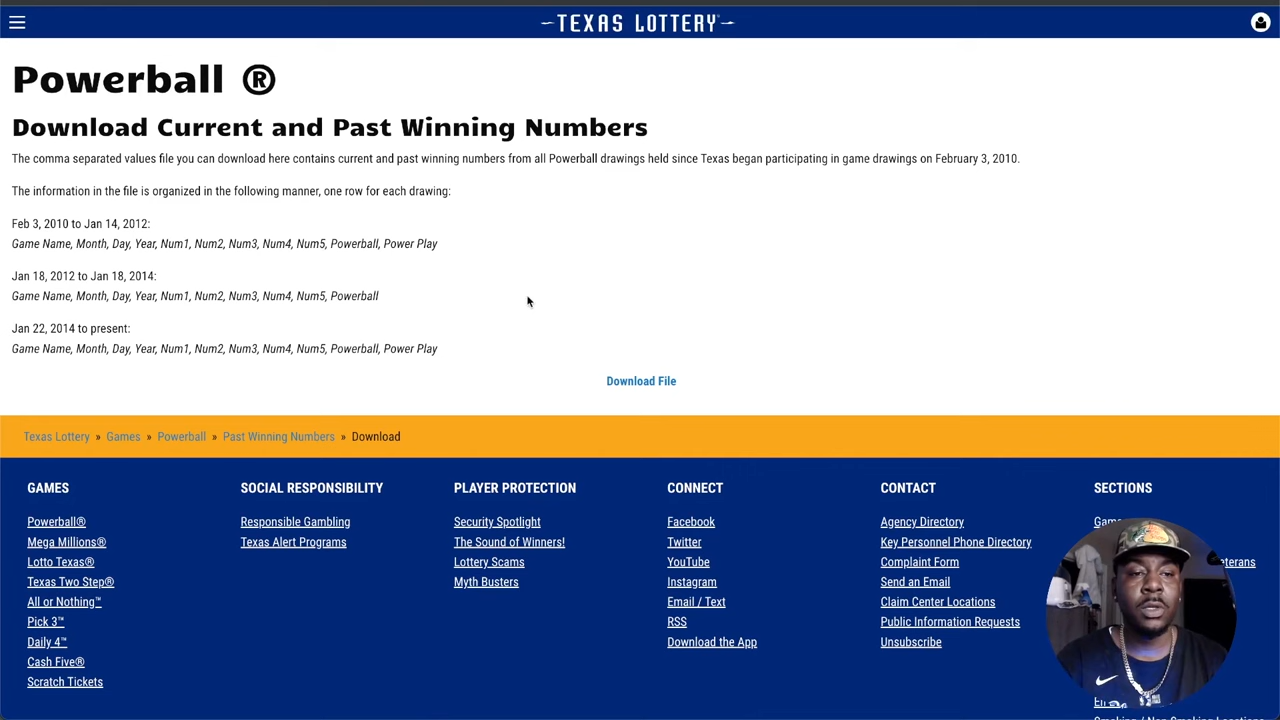 TEXAS LOTTERY
Powerball ®
Download Current and Past Winning Numbers
The comma separated values file you can download here contains current and past winning numbers from all Powerball drawings held since Texas began participating in game drawings on February 3, 2010.
The information in the file is organized in the following manner, one row for each drawing:
Feb 3, 2010 to Jan 14, 2012:
Game Name, Month, Day, Year, Num1, Num2, Num3, Num4, Num5, Powerball, Power Play
Jan 18, 2012 to Jan 18, 2014:
Game Name, Month, Day, Year, Num1, Num2, Num3, Num4, Num5, Powerball
Jan 22, 2014 to present:
Game Name, Month, Day, Year, Num1, Num2, Num3, Num4, Num5, Powerball, Power Play
Download File
Texas Lottery » Games » Powerball » Past Winning Numbers » Download
GAMES
Powerball®
Mega Millions®
Lotto Texas®
Texas Two Step®
All or Nothing™
Pick 3™
Daily 4™
Cash Five®
Scratch Tickets
SOCIAL RESPONSIBILITY
Responsible Gambling
Texas Alert Programs
PLAYER PROTECTION
Security Spotlight
The Sound of Winners!
Lottery Scams
Myth Busters
CONNECT
Facebook
Twitter
YouTube
Instagram
Email / Text
RSS
Download the App
CONTACT
Agency Directory
Key Personnel Phone Directory
Complaint Form
Send an Email
Claim Center Locations
Public Information Requests
Unsubscribe
SECTIONS